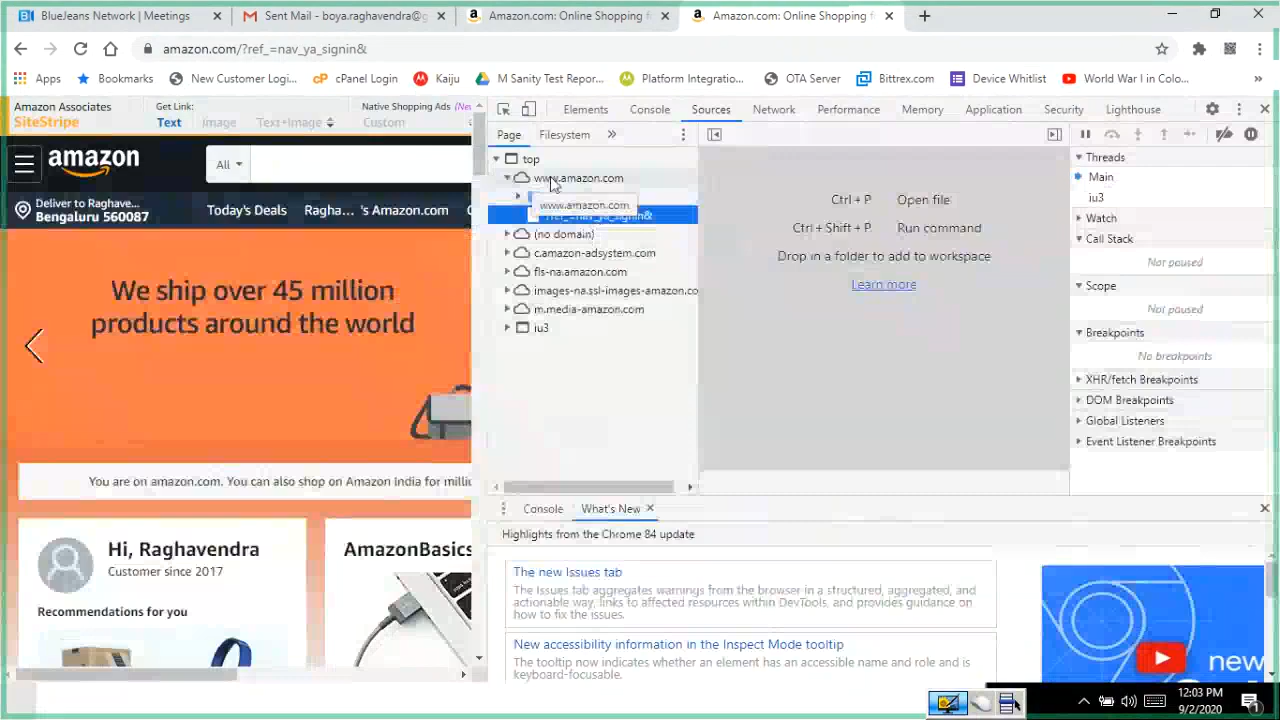 BlueJeans Network | Meetings
Sent Mail - boya.raghavendra@g
Amazon.com: Online Shopping fo
Amazon.com: Online Shopping fo
amazon.com/?ref_=nav_ya_signin&
Apps
Bookmarks
New Customer Logi...
cPanel Login
Kaiju
M Sanity Test Repor...
Platform Integratio...
OTA Server
Bittrex.com
Device Whitlist
World War I in Colo...
Amazon Associates
SiteStripe
Get Link:
Text
Image
Text+Image
Native Shopping Ads (Ne
Custom
amazon
All
Deliver to Raghave...
Bengaluru 560087
Today's Deals
Ragha...'s Amazon.com
We ship over 45 million
products around the world
You are on amazon.com. You can also shop on Amazon India for millio
Hi, Raghavendra
Customer since 2017
Recommendations for you
AmazonBasics
Elements
Console
Sources
Network
Performance
Memory
Application
Security
Lighthouse
Page
Filesystem
top
www.amazon.com
www.amazon.com
?ref_=nav_ya_signin&
(no domain)
c.amazon-adsystem.com
fls-na.amazon.com
images-na.ssl-images-amazon.co
m.media-amazon.com
iu3
Ctrl + P Open file
Ctrl + Shift + P Run command
Drop in a folder to add to workspace
Learn more
Threads
Main
iu3
Watch
Call Stack
Not paused
Scope
Not paused
Breakpoints
No breakpoints
XHR/fetch Breakpoints
DOM Breakpoints
Global Listeners
Event Listener Breakpoints
Console
What's New
Highlights from the Chrome 84 update
The new Issues tab
The Issues tab aggregates warnings from the browser in a structured, aggregated, and
actionable way, links to affected resources within DevTools, and provides guidance on
how to fix the issues.
New accessibility information in the Inspect Mode tooltip
The tooltip now indicates whether an element has an accessible name and role and is
keyboard-focusable.
new
12:03 PM
9/2/2020
1